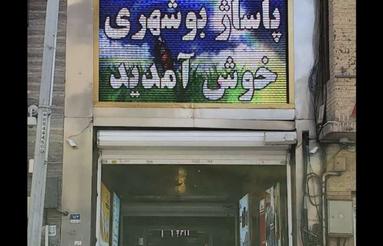 پاساژ بوشهری
خوش آمدید